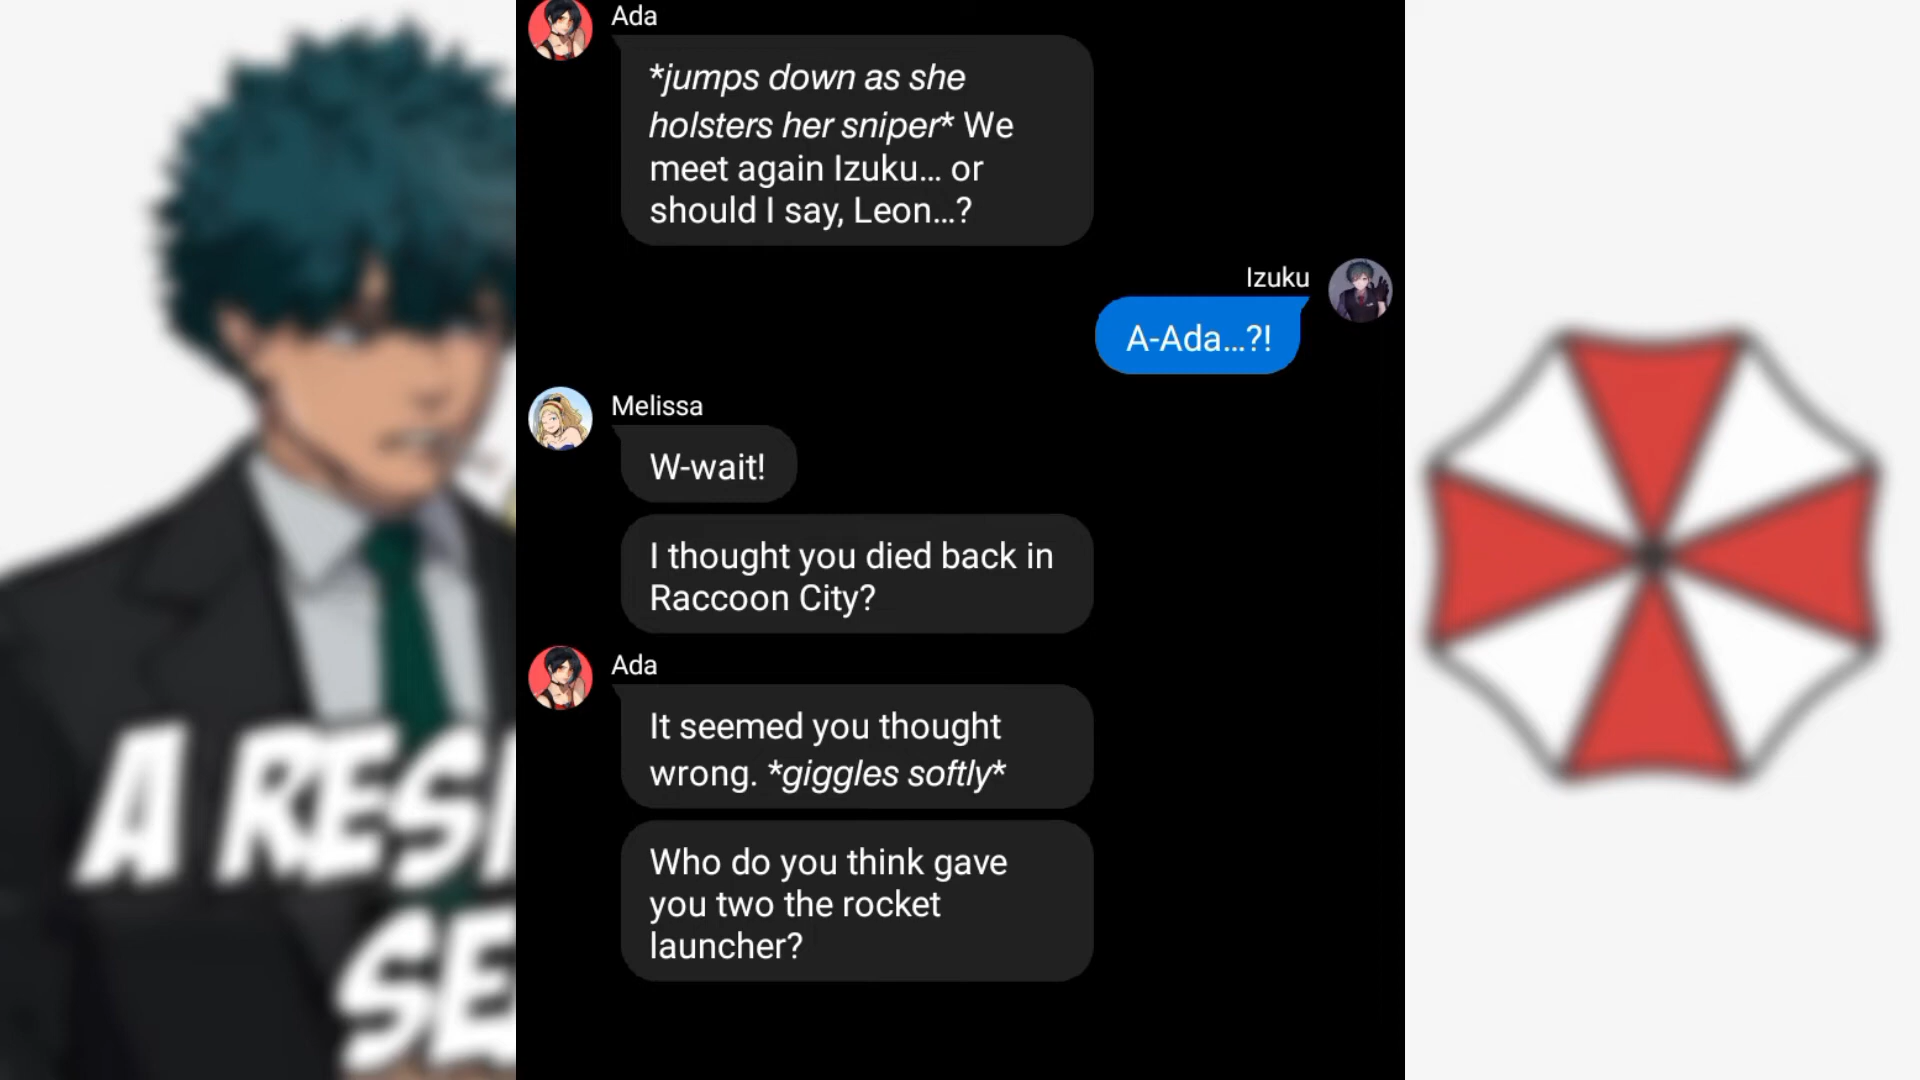 Ada
*jumps down as she
holsters her sniper* We
meet again Izuku... or
should I say, Leon...?
Izuku
A-Ada...?!
Melissa
W-wait!
I thought you died back in
Raccoon City?
Ada
It seemed you thought
wrong. *giggles softly*
Who do you think gave
you two the rocket
launcher?
A RESI
SE